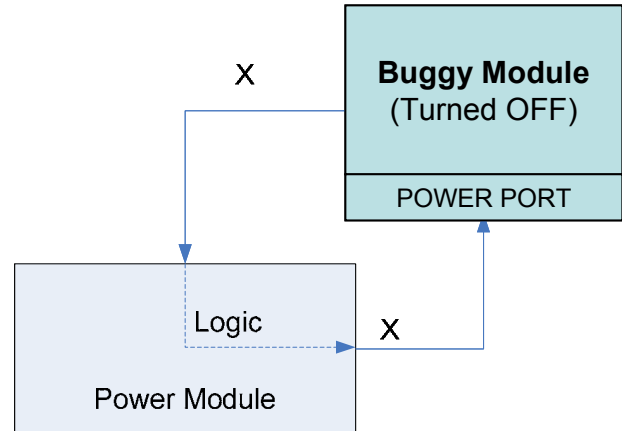 X
Buggy Module
(Turned OFF)
POWER PORT
Logic
X
Power Module